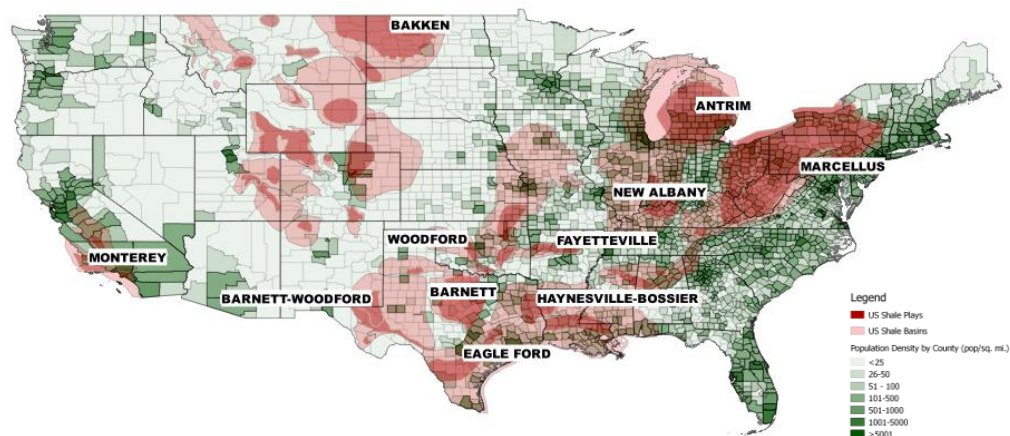 BAKKEN
ANTRIM
MARCELLUS
NEW ALBANY
WOODFORD
FAYETTEVILLE
MONTEREY
BARNETT
BARNETT-WOODFORD
HAYNESVILLE-BOSSIER
EAGLE FORD
Legend
US Shale Plays
US Shale Basins
Population Density by County (pop/sq. mi.)
<25
26-50
51 - 100
101-500
501-1000
1001-5000
>5001